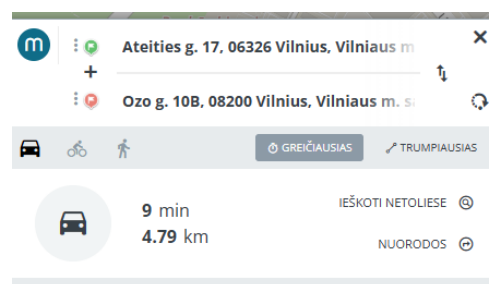 m
Ateities g. 17, 06326 Vilnius, Vilniaus m
Ozo g. 10B, 08200 Vilnius, Vilniaus m. sa
GREIČIAUSIAS
TRUMPIAUSIAS
9 min
4.79 km
IEŠKOTI NETOLIESE
NUORODOS